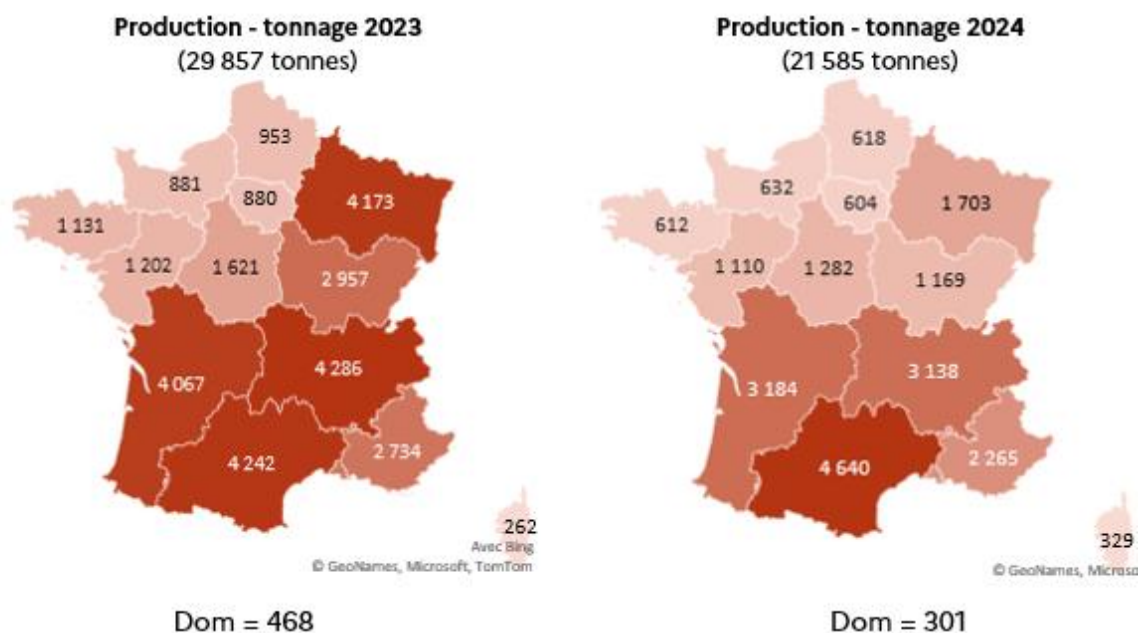 Production - tonnage 2023
(29 857 tonnes)
953
881
880
4 173
1 131
1 202
1 621
2 957
4 067
4 286
4 242
2 734
262
Avec Bing
© GeoNames, Microsoft, TomTom
Dom = 468
Production - tonnage 2024
(21 585 tonnes)
618
632
604
1 703
612
1 110
1 282
1 169
3 184
3 138
4 640
2 265
329
© GeoNames, Microso
Dom = 301